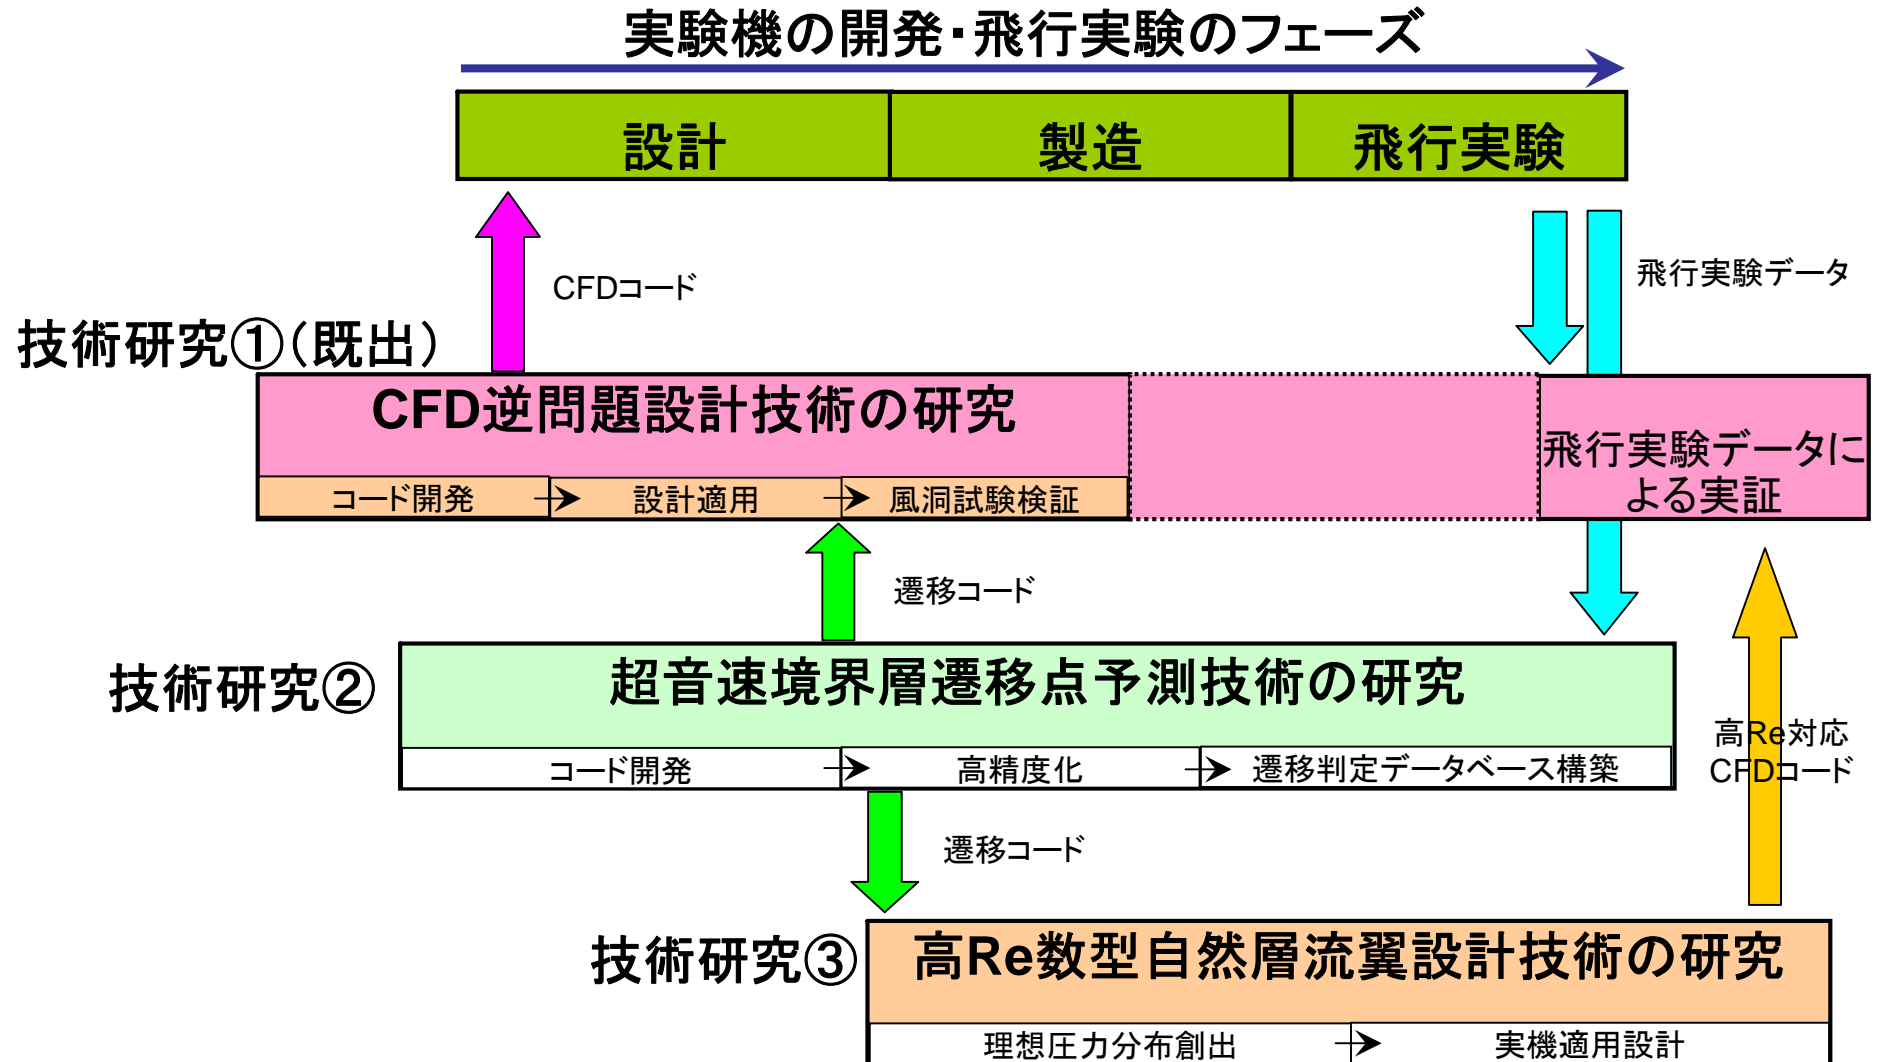 実験機の開発・飛行実験のフェーズ
設計
製造
飛行実験
CFDコード
飛行実験データ
技術研究①（既出）
CFD逆問題設計技術の研究
飛行実験データに
よる実証
コード開発
設計適用
風洞試験検証
遷移コード
技術研究②
超音速境界層遷移点予測技術の研究
高Re対応
CFDコード
コード開発
高精度化
遷移判定データベース構築
遷移コード
技術研究③
高Re数型自然層流翼設計技術の研究
理想圧力分布創出
実機適用設計